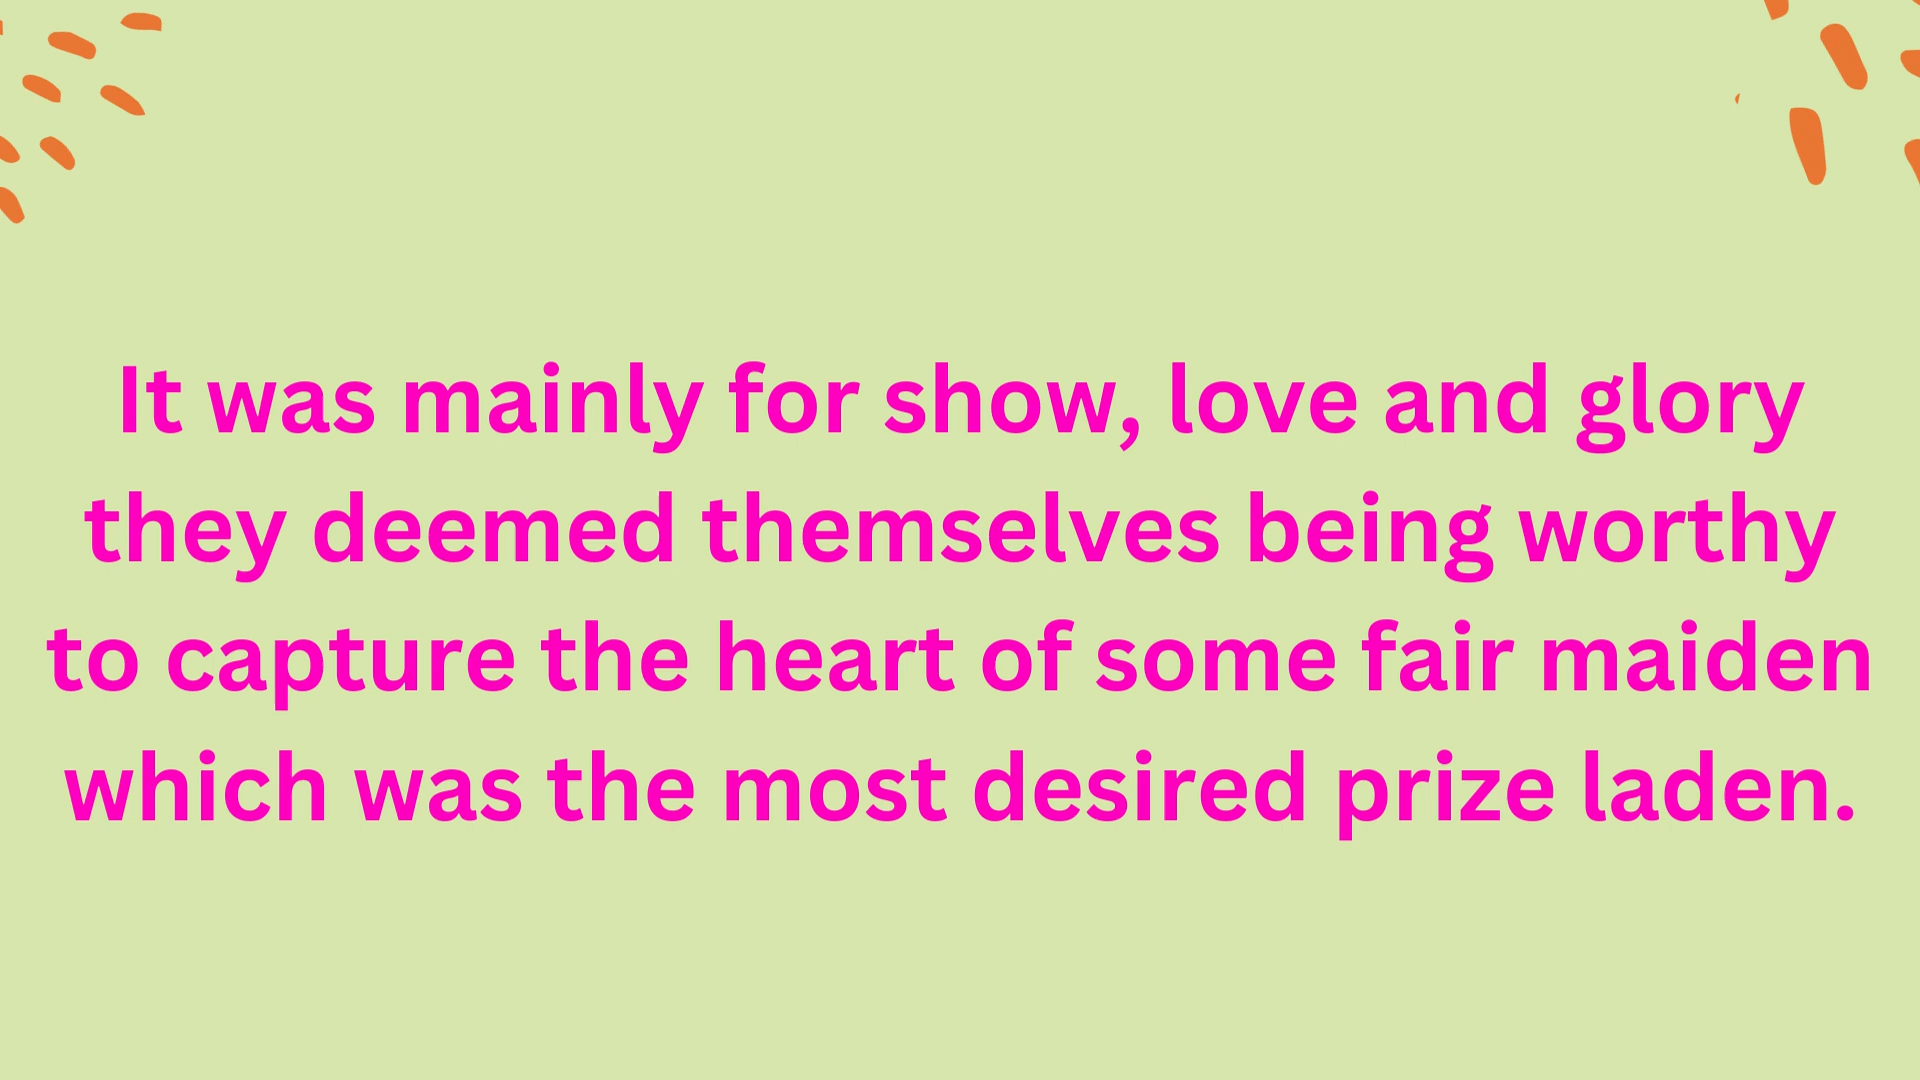 It was mainly for show, love and glory
they deemed themselves being worthy
to capture the heart of some fair maiden
which was the most desired prize laden.